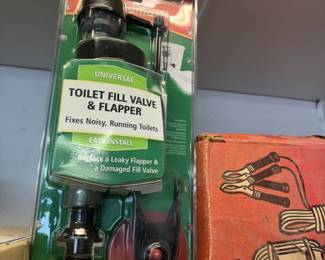 UNIVERSAL
TOILET FILL VALVE
& FLAPPER
Fixes Noisy, Running Toilets
EASY INSTALL
Replace a Leaky Flapper &
a Damaged Fill Valve